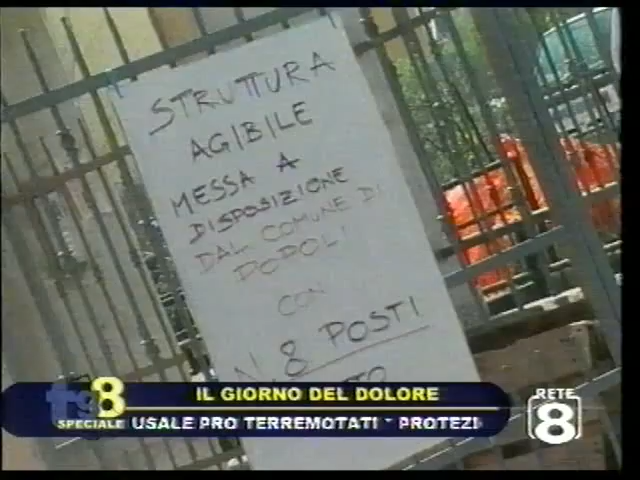 STRUTTURA
AGIBILE
MESSA A
DISPOSIZIONE
DAL COMUNE DI
POPOLI
CON
N 8 POSTI
tg8
SPECIALE
IL GIORNO DEL DOLORE
USALE PRO TERREMOTATI " PROTEZI
RETE
8